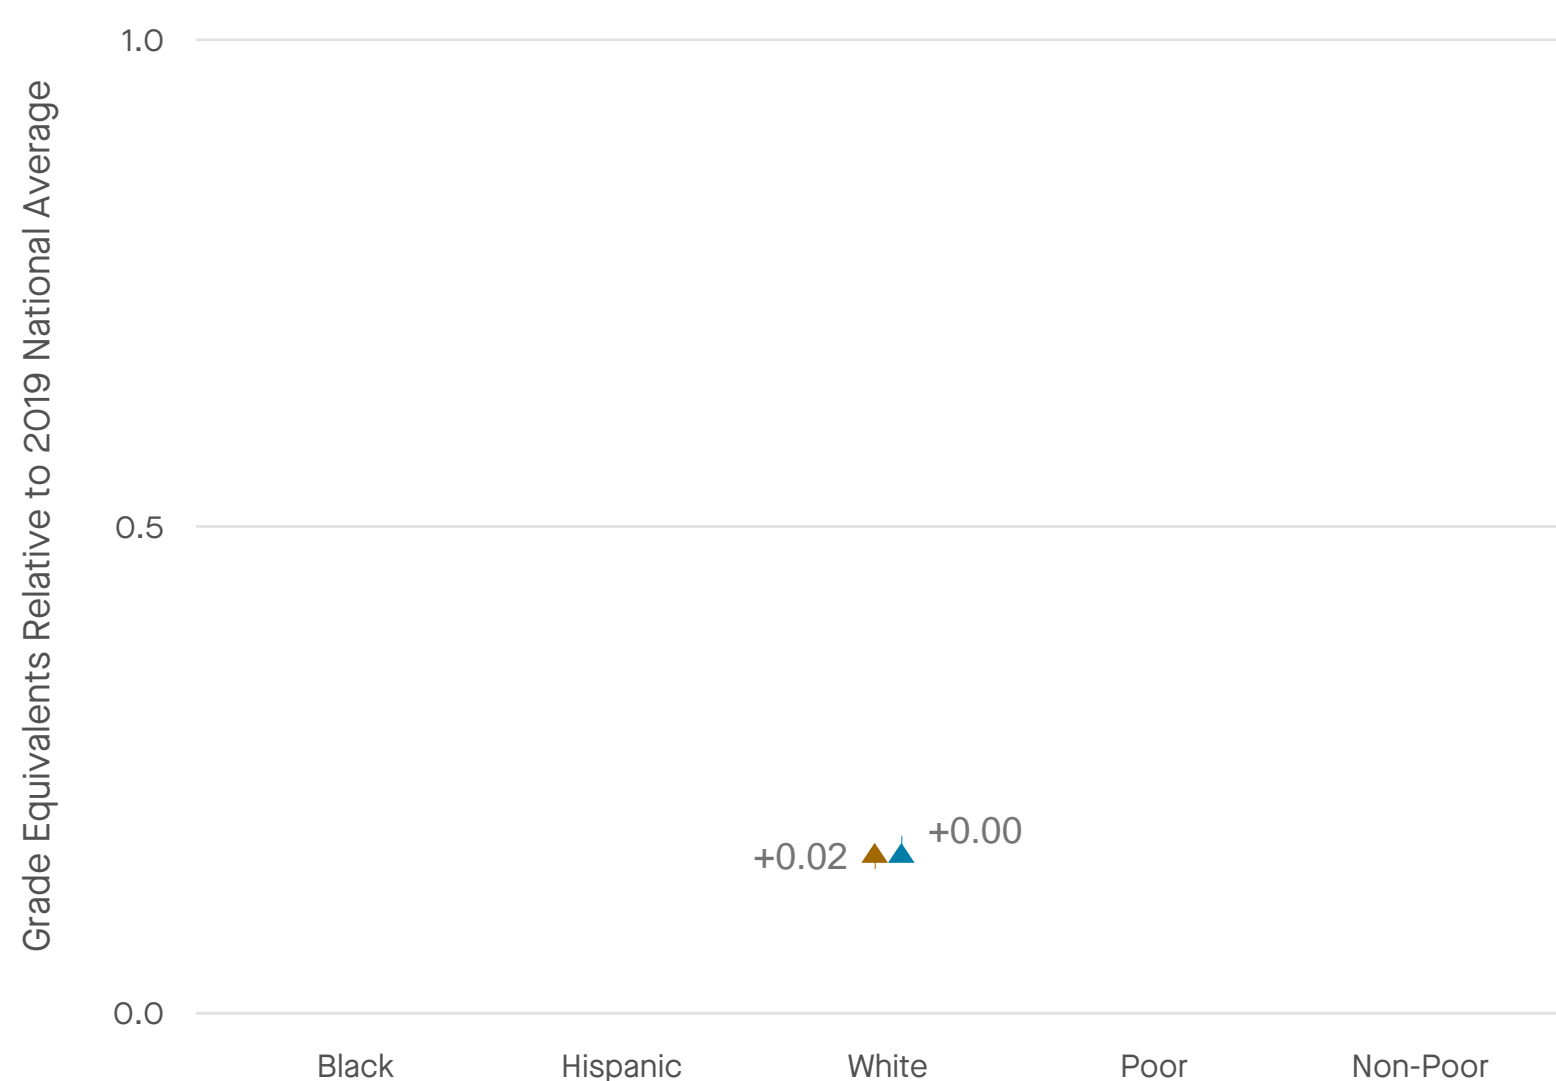 Grade Equivalents Relative to 2019 National Average
1.0
0.5
0.0
+0.02
+0.00
Black
Hispanic
White
Poor
Non-Poor